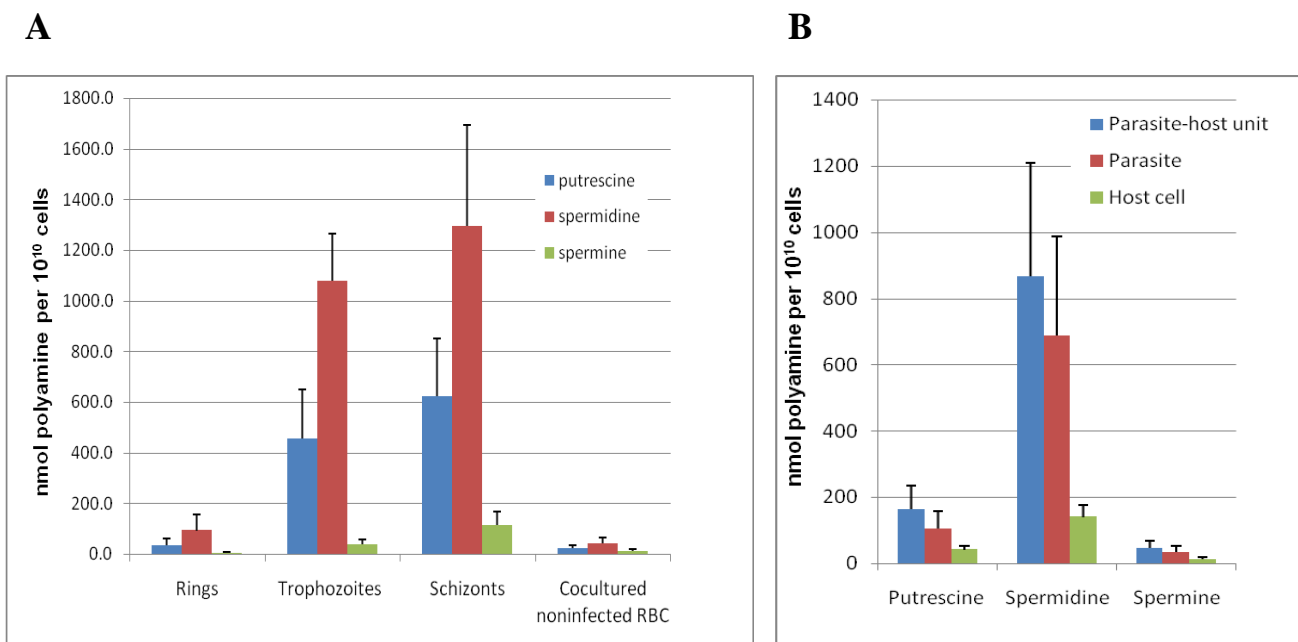 A
B
nmol polyamine per 10¹⁰ cells
1800.0
1600.0
1400.0
1200.0
1000.0
800.0
600.0
400.0
200.0
0.0
putrescine
spermidine
spermine
Rings
Trophozoites
Schizonts
Cocultured
noninfected RBC
nmol polyamine per 10¹⁰ cells
1400
1200
1000
800
600
400
200
0
Parasite-host unit
Parasite
Host cell
Putrescine
Spermidine
Spermine